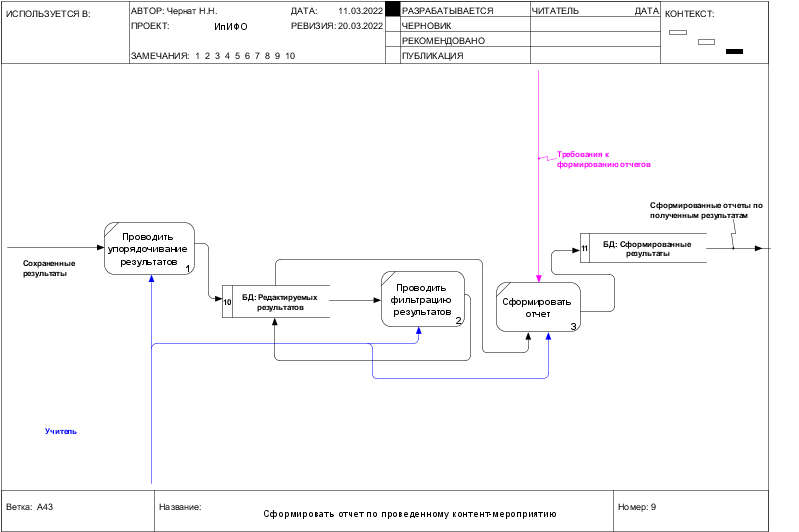 ИСПОЛЬЗУЕТСЯ В:
АВТОР: Чернат Н.Н.
ДАТА: 11.03.2022
РАЗРАБАТЫВАЕТСЯ
ЧИТАТЕЛЬ
ДАТА
КОНТЕКСТ:
ПРОЕКТ: ИпИФО
РЕВИЗИЯ: 20.03.2022
ЧЕРНОВИК
РЕКОМЕНДОВАНО
ЗАМЕЧАНИЯ: 1 2 3 4 5 6 7 8 9 10
ПУБЛИКАЦИЯ
Требования к
формированию отчетов
Сформированные отчеты по
полученным результатам
Проводить
упорядочивание
результатов
1
Сохраненные
результаты
11
БД: Сформированные
результаты
10
БД: Редактируемых
результатов
Проводить
фильтрацию
результатов
2
Сформировать
отчет
3
Учитель
Ветка: A43
Название:
Сформировать отчет по проведенному контент-мероприятию
Номер: 9